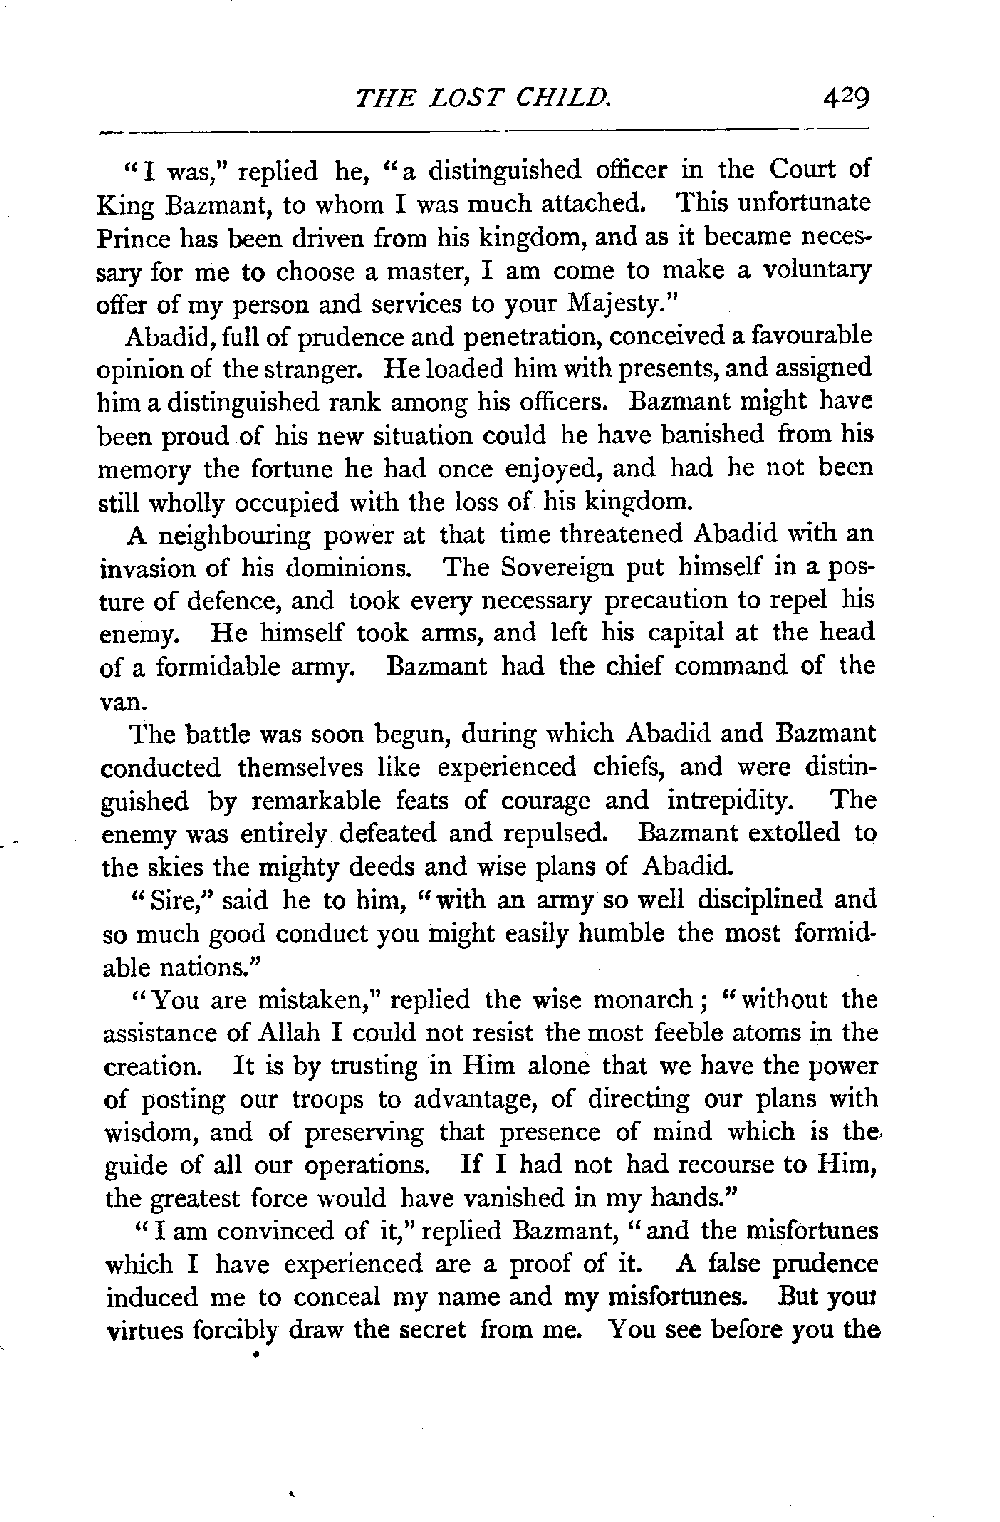 THE LOST CHILD. 429
"I was," replied he, "a distinguished officer in the Court of
King Bazmant, to whom I was much attached. This unfortunate
Prince has been driven from his kingdom, and as it became neces-
sary for me to choose a master, I am come to make a voluntary
offer of my person and services to your Majesty."
Abadid, full of prudence and penetration, conceived a favourable
opinion of the stranger. He loaded him with presents, and assigned
him a distinguished rank among his officers. Bazmant might have
been proud of his new situation could he have banished from his
memory the fortune he had once enjoyed, and had he not been
still wholly occupied with the loss of his kingdom.
A neighbouring power at that time threatened Abadid with an
invasion of his dominions. The Sovereign put himself in a pos-
ture of defence, and took every necessary precaution to repel his
enemy. He himself took arms, and left his capital at the head
of a formidable army. Bazmant had the chief command of the
van.
The battle was soon begun, during which Abadid and Bazmant
conducted themselves like experienced chiefs, and were distin-
guished by remarkable feats of courage and intrepidity. The
enemy was entirely defeated and repulsed. Bazmant extolled to
the skies the mighty deeds and wise plans of Abadid.
"Sire," said he to him, "with an army so well disciplined and
so much good conduct you might easily humble the most formid-
able nations."
"You are mistaken," replied the wise monarch; "without the
assistance of Allah I could not resist the most feeble atoms in the
creation. It is by trusting in Him alone that we have the power
of posting our troops to advantage, of directing our plans with
wisdom, and of preserving that presence of mind which is the
guide of all our operations. If I had not had recourse to Him,
the greatest force would have vanished in my hands."
"I am convinced of it," replied Bazmant, "and the misfortunes
which I have experienced are a proof of it. A false prudence
induced me to conceal my name and my misfortunes. But your
virtues forcibly draw the secret from me. You see before you the